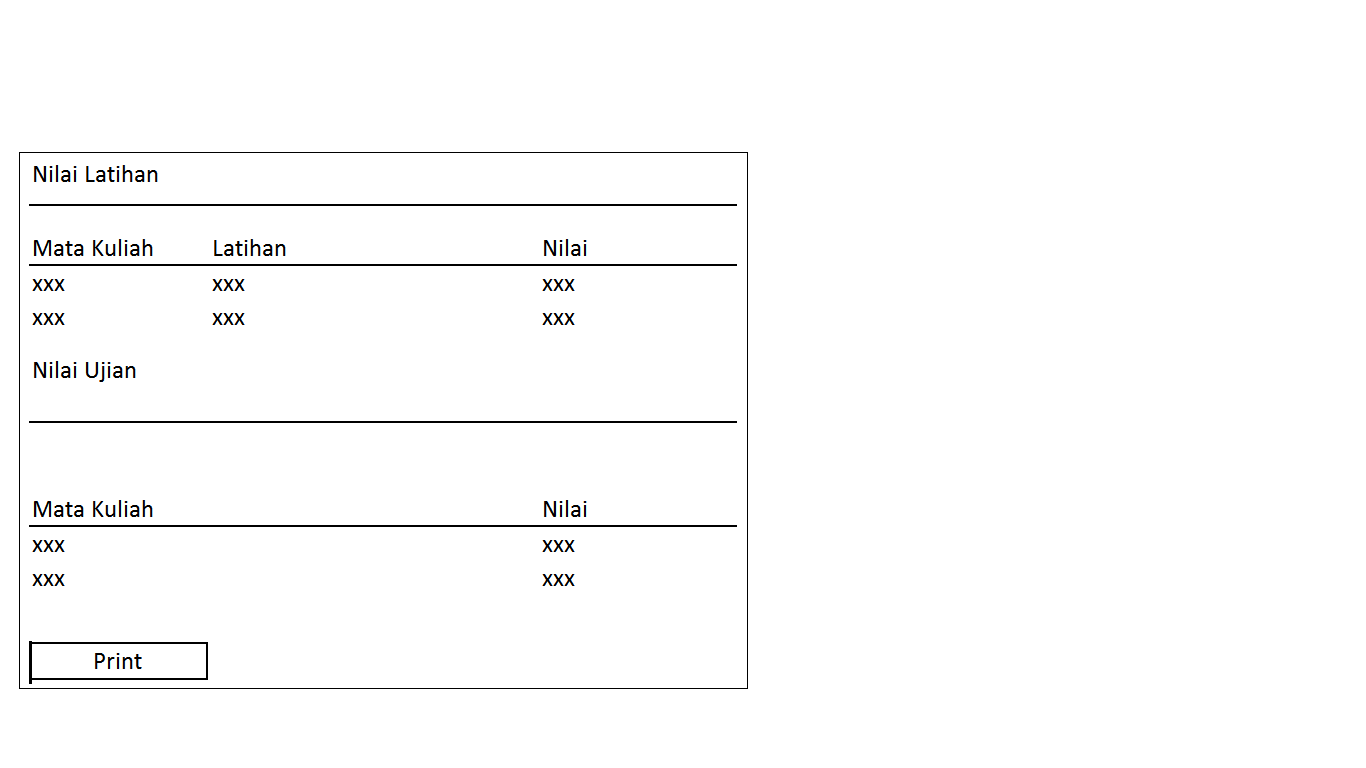 Nilai Latihan
Mata Kuliah Latihan Nilai
xxx xxx xxx
xxx xxx xxx
Nilai Ujian
Mata Kuliah Nilai
xxx xxx
xxx xxx
Print